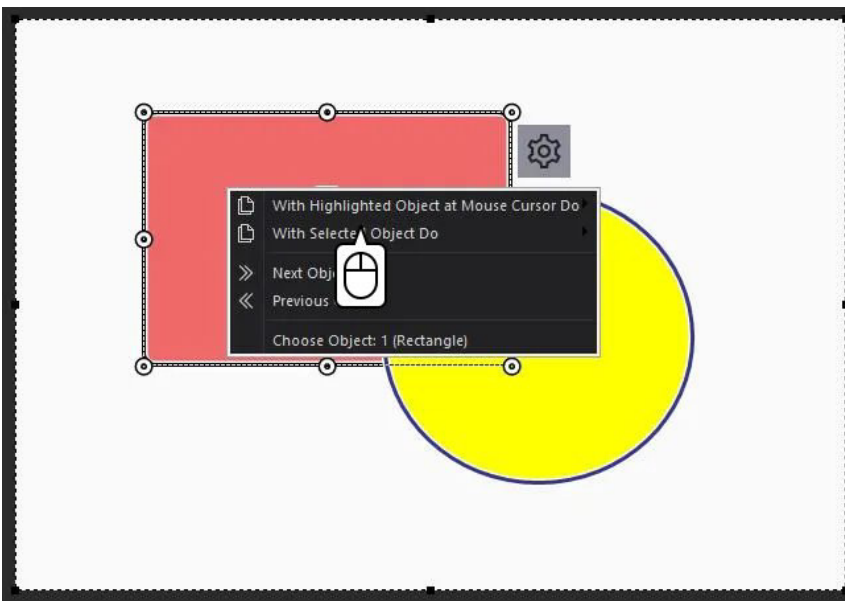 With Highlighted Object at Mouse Cursor Do
With Selected Object Do
Next Obj
Previous
Choose Object: 1 (Rectangle)